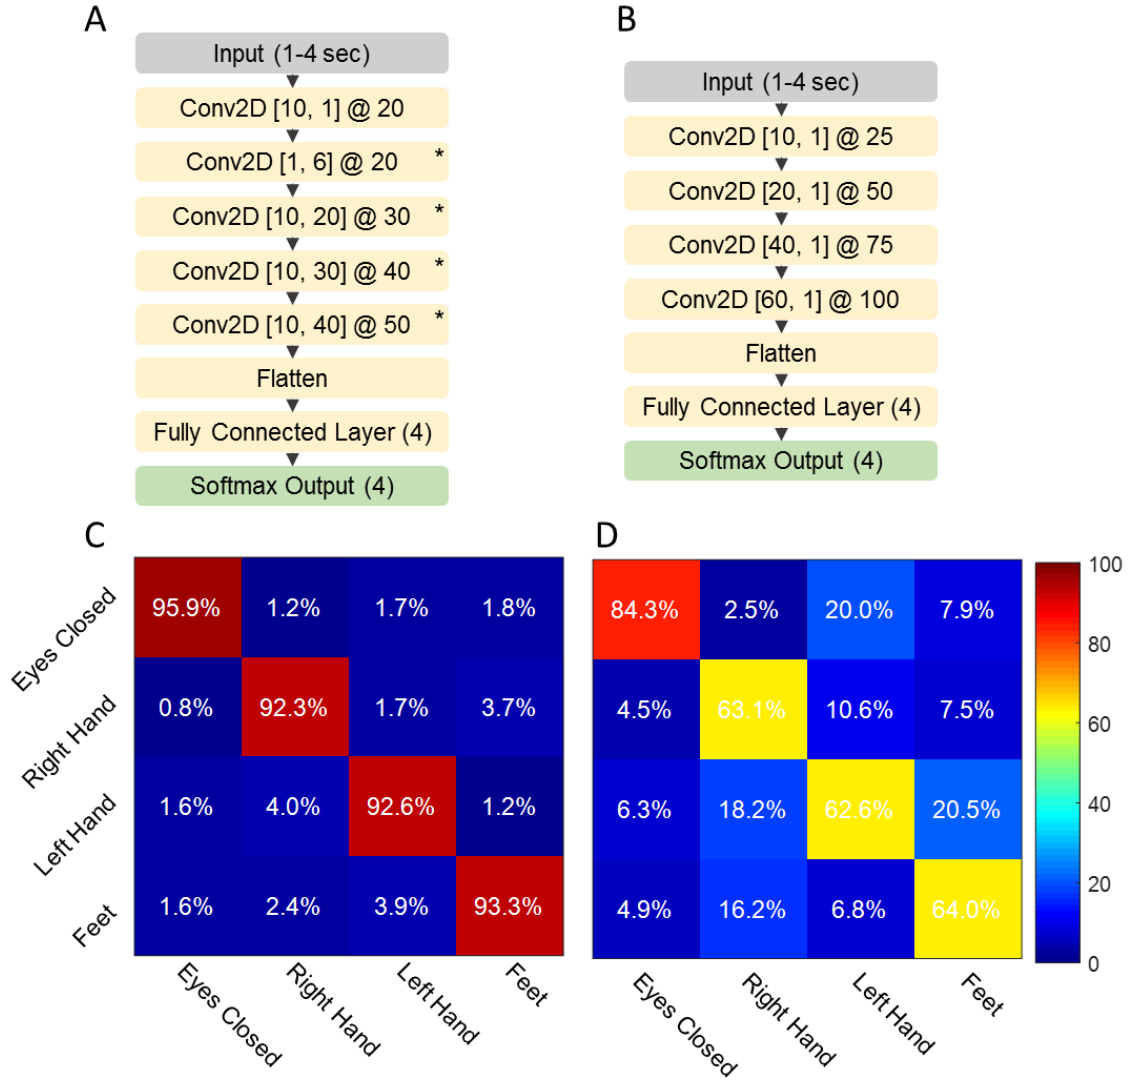 A
Input (1-4 sec)
Conv2D [10, 1] @ 20
Conv2D [1, 6] @ 20 *
Conv2D [10, 20] @ 30 *
Conv2D [10, 30] @ 40 *
Conv2D [10, 40] @ 50 *
Flatten
Fully Connected Layer (4)
Softmax Output (4)
B
Input (1-4 sec)
Conv2D [10, 1] @ 25
Conv2D [20, 1] @ 50
Conv2D [40, 1] @ 75
Conv2D [60, 1] @ 100
Flatten
Fully Connected Layer (4)
Softmax Output (4)
C
Eyes Closed
95.9% 1.2% 1.7% 1.8%
Right Hand
0.8% 92.3% 1.7% 3.7%
Left Hand
1.6% 4.0% 92.6% 1.2%
Feet
1.6% 2.4% 3.9% 93.3%
Eyes Closed
Right Hand
Left Hand
Feet
D
84.3% 2.5% 20.0% 7.9%
4.5% 63.1% 10.6% 7.5%
6.3% 18.2% 62.6% 20.5%
4.9% 16.2% 6.8% 64.0%
Eyes Closed
Right Hand
Left Hand
Feet
100
80
60
40
20
0